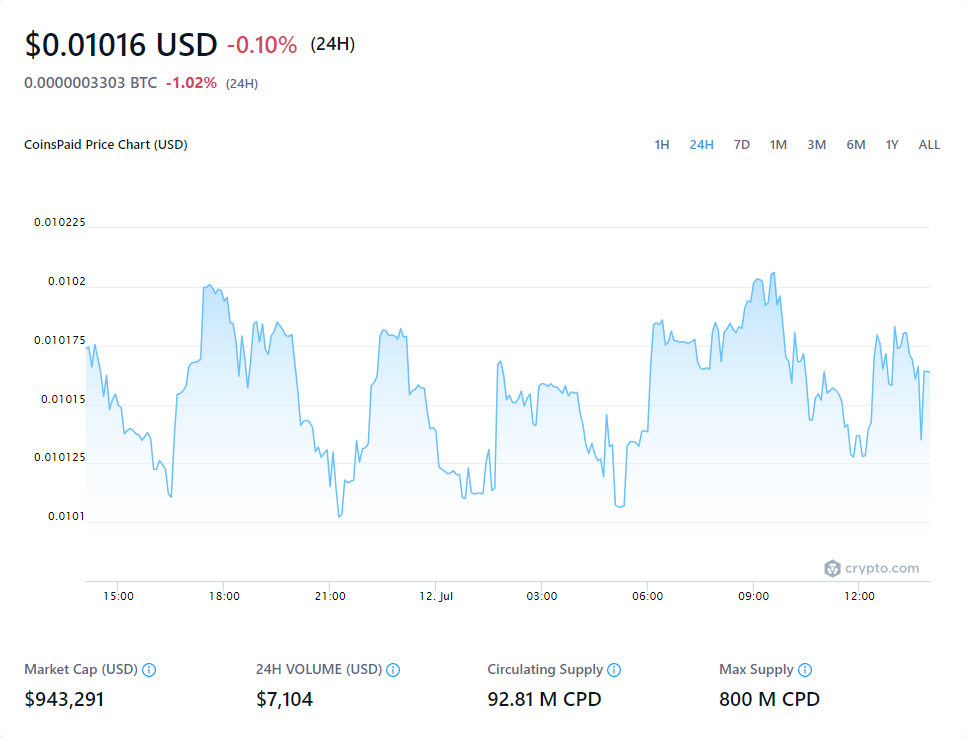 $0.01016 USD -0.10% (24H)
0.0000003303 BTC -1.02% (24H)
CoinsPaid Price Chart (USD) 1H 24H 7D 1M 3M 6M 1Y ALL
0.010225
0.0102
0.010175
0.01015
0.010125
0.0101
crypto.com
15:00 18:00 21:00 12. Jul 03:00 06:00 09:00 12:00
Market Cap (USD) 24H VOLUME (USD) Circulating Supply Max Supply
$943,291 $7,104 92.81 M CPD 800 M CPD